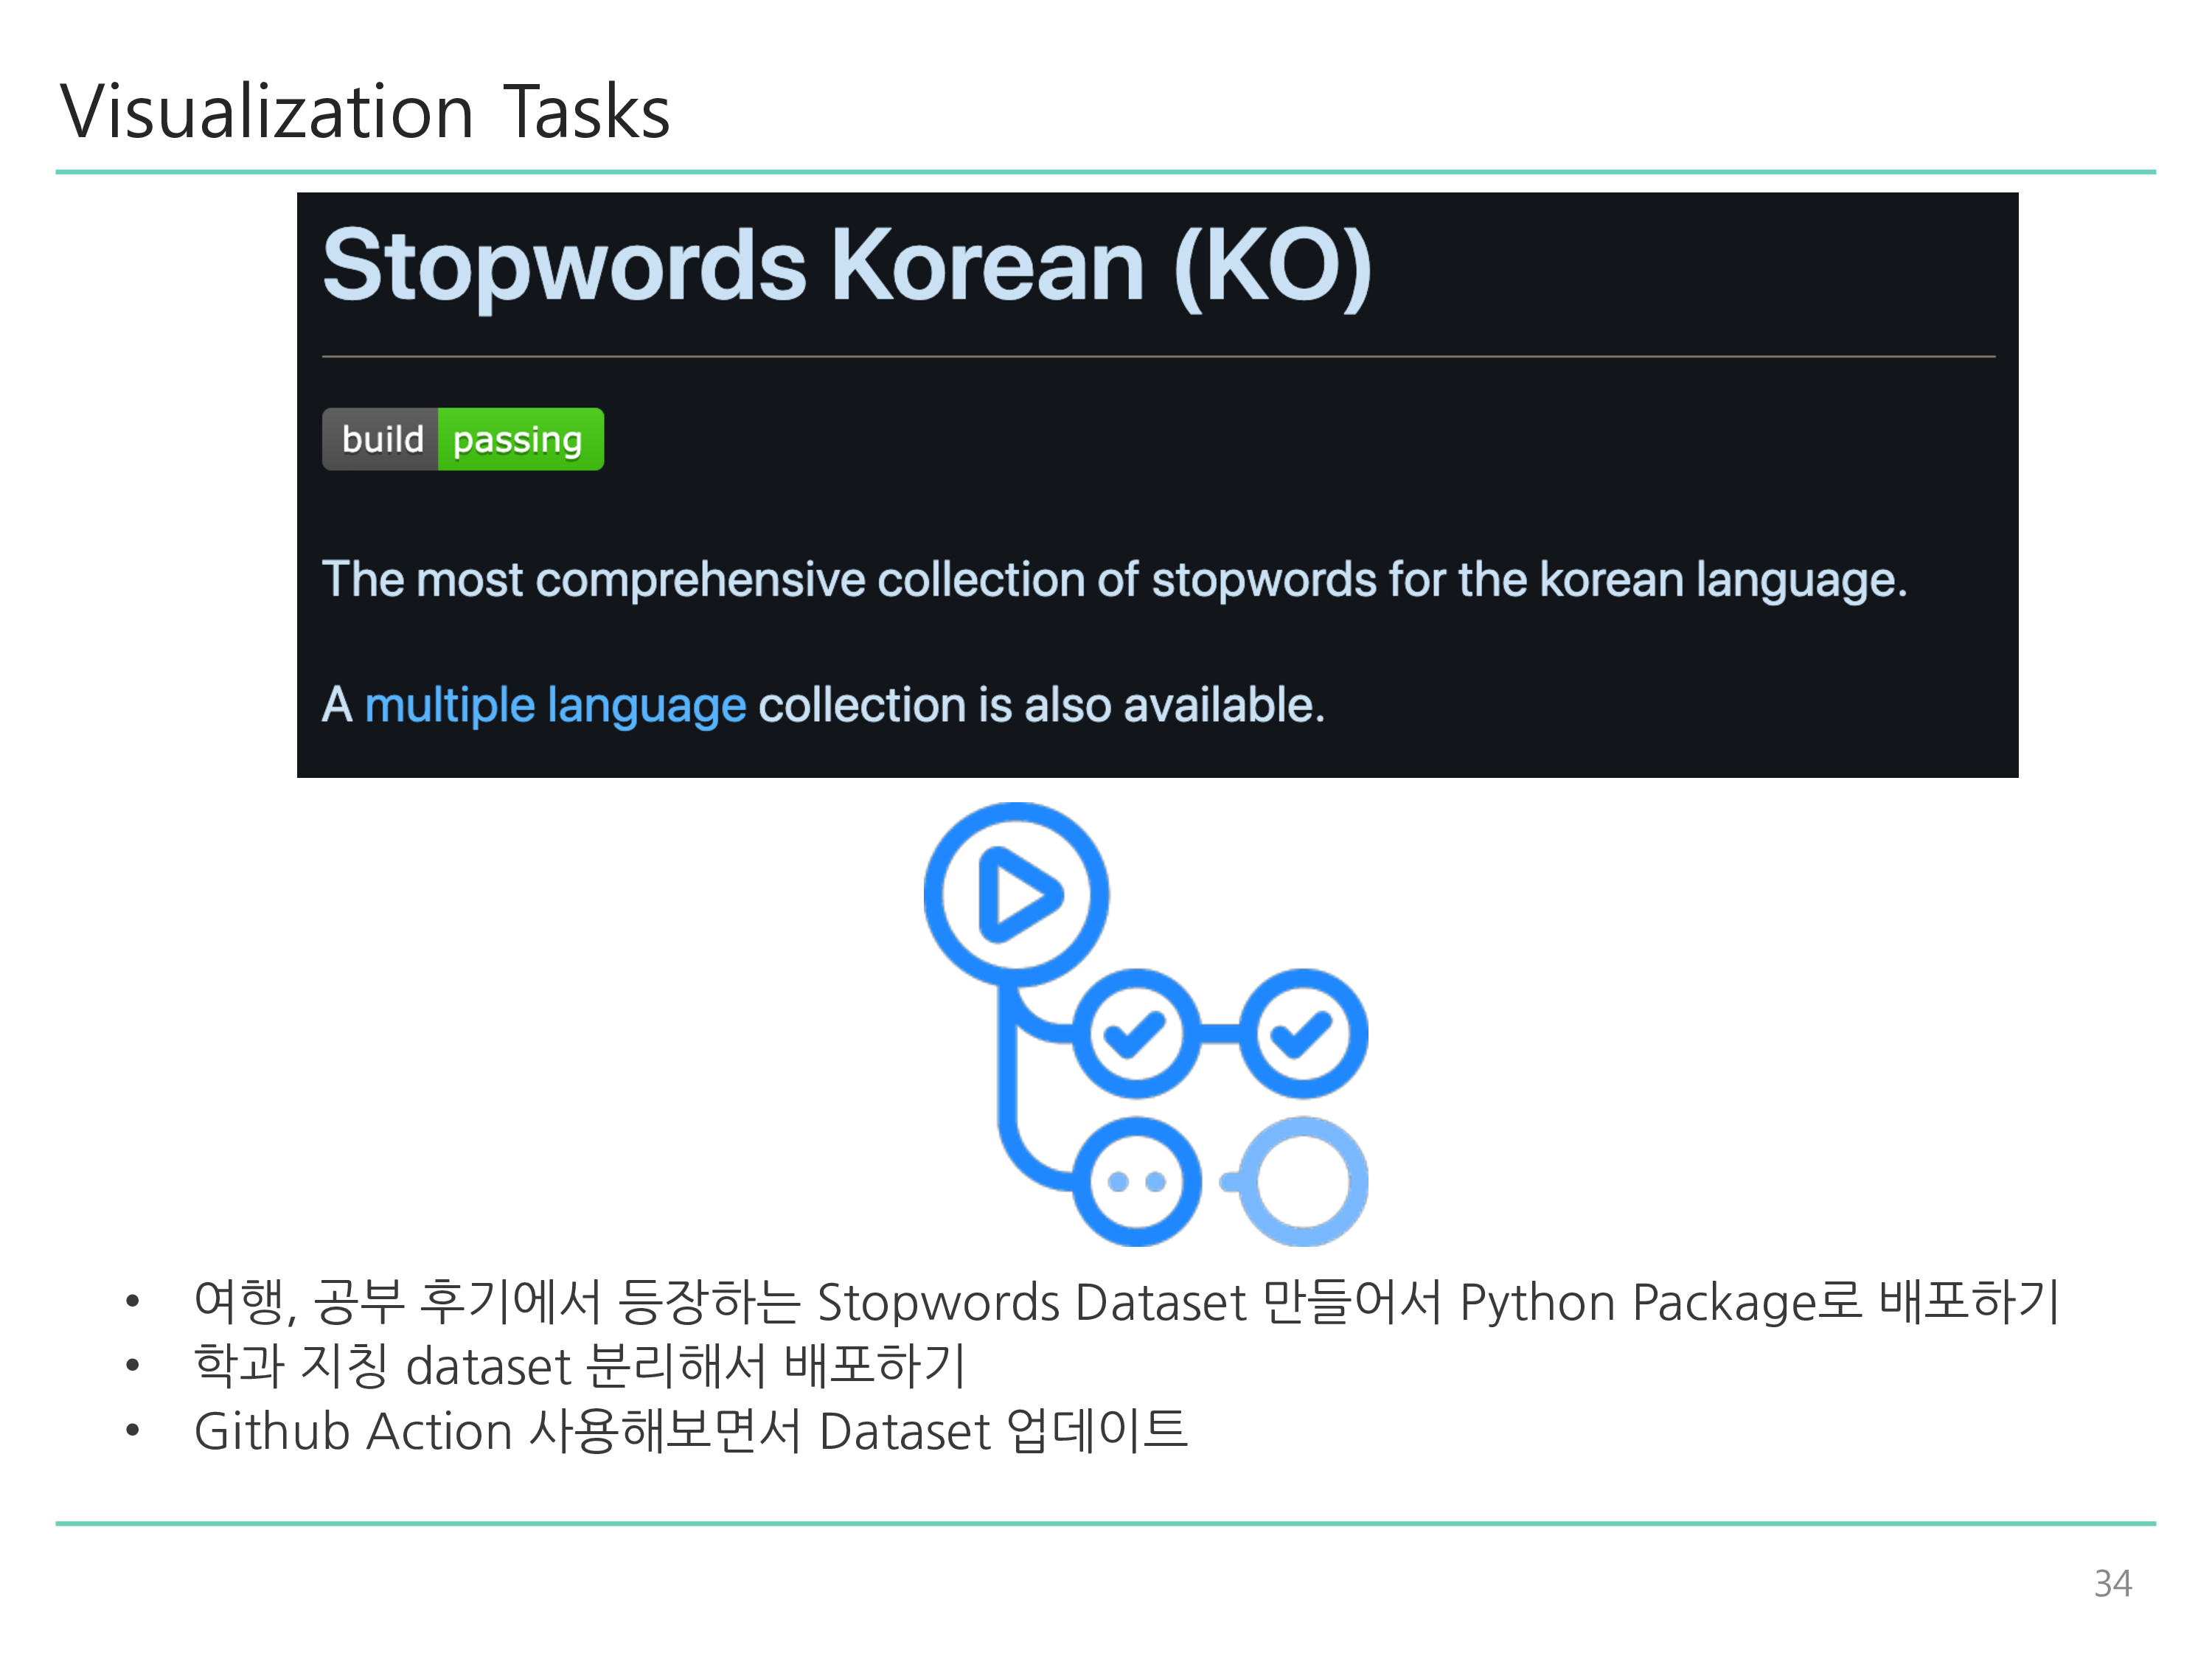 Visualization Tasks
Stopwords Korean (KO)
build passing
The most comprehensive collection of stopwords for the korean language.
A multiple language collection is also available.
• 여행, 공부 후기에서 등장하는 Stopwords Dataset 만들어서 Python Package로 배포하기
• 학과 지칭 dataset 분리해서 배포하기
• Github Action 사용해보면서 Dataset 업데이트
34